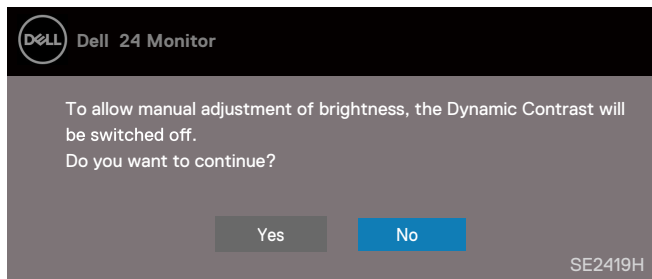 DELL
Dell 24 Monitor
To allow manual adjustment of brightness, the Dynamic Contrast will
be switched off.
Do you want to continue?
Yes
No
SE2419H